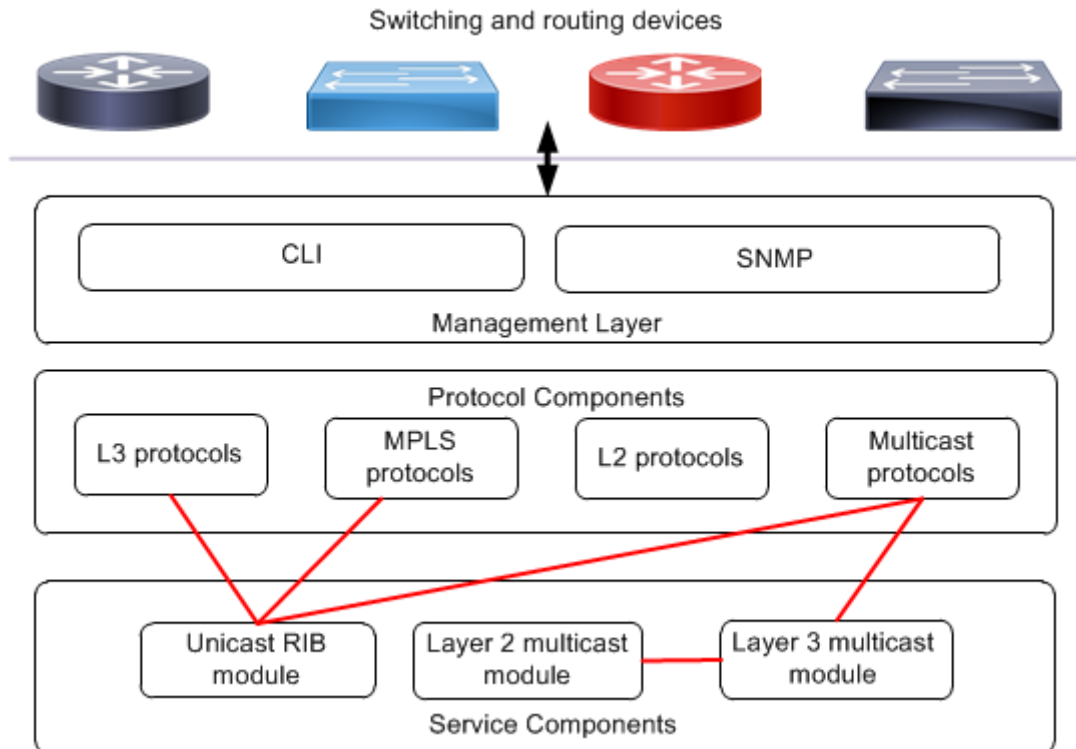 Switching and routing devices
CLI
SNMP
Management Layer
Protocol Components
L3 protocols
MPLS
protocols
L2 protocols
Multicast
protocols
Unicast RIB
module
Layer 2 multicast
module
Layer 3 multicast
module
Service Components